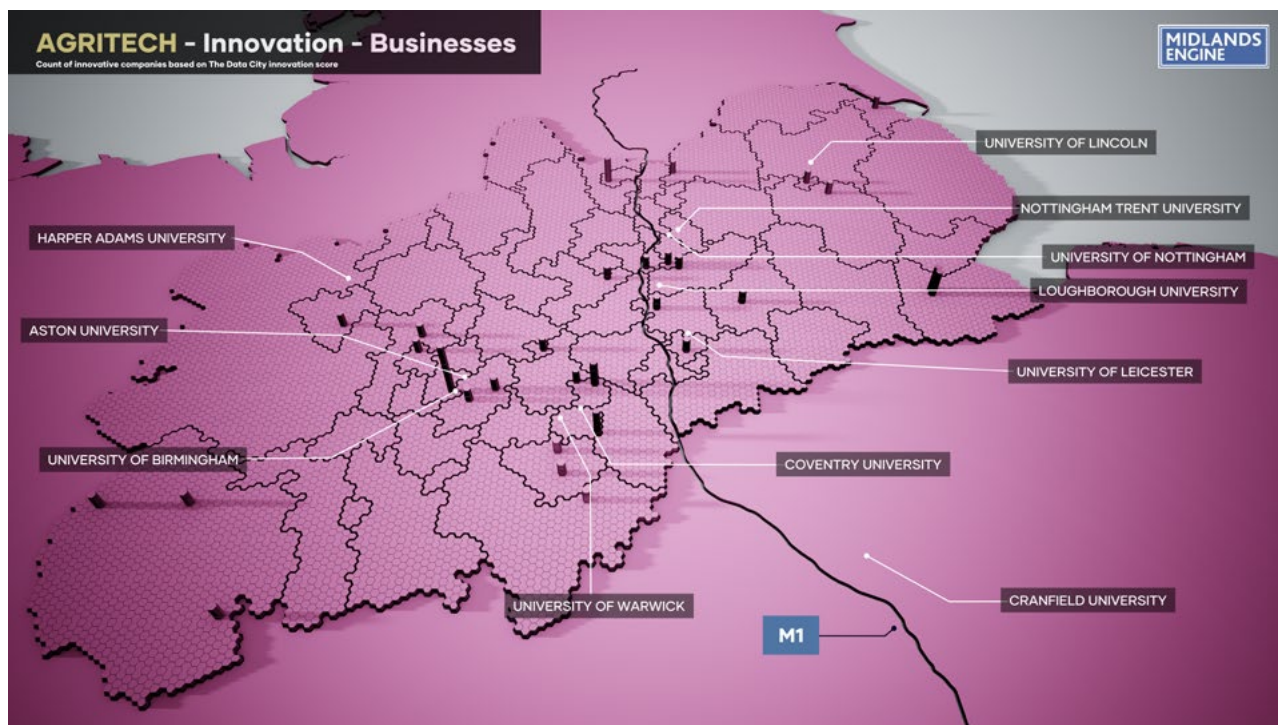 AGRITECH - Innovation - Businesses
Count of innovative companies based on The Data City innovation score
MIDLANDS
ENGINE
UNIVERSITY OF LINCOLN
NOTTINGHAM TRENT UNIVERSITY
HARPER ADAMS UNIVERSITY
UNIVERSITY OF NOTTINGHAM
LOUGHBOROUGH UNIVERSITY
ASTON UNIVERSITY
UNIVERSITY OF LEICESTER
UNIVERSITY OF BIRMINGHAM
COVENTRY UNIVERSITY
CRANFIELD UNIVERSITY
UNIVERSITY OF WARWICK
M1